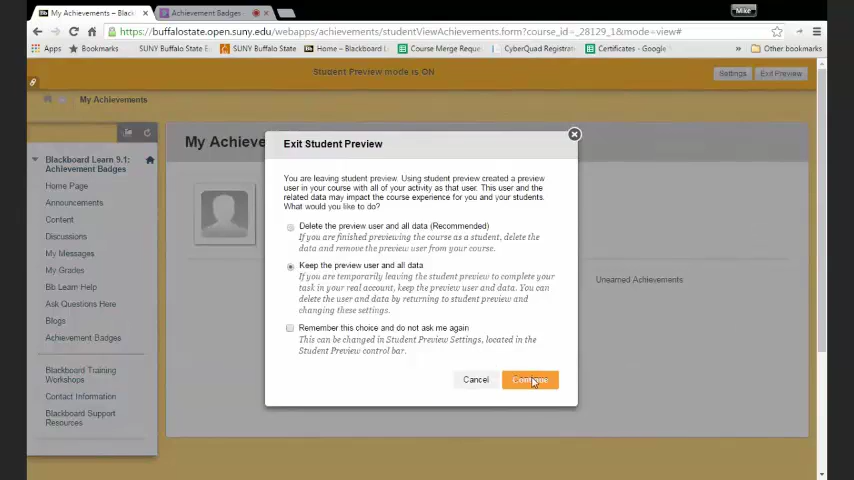 My Achievements – Blac
Achievement Badges
Mike
https://buffalostate.open.suny.edu/webapps/achievements/studentViewAchievements.form?course_id=_28129_1&mode=view#
Apps
Bookmarks
SUNY Buffalo State
SUNY Buffalo State
Home – Blackboard
Course Merge Reque
CyberQuad Registrat
Certificates - Google
»
Other bookmarks
Student Preview mode is ON
Settings
Exit Preview
My Achievements
Blackboard Learn 9.1:
Achievement Badges
Home Page
Announcements
Content
Discussions
My Messages
My Grades
Bb Learn Help
Ask Questions Here
Blogs
Achievement Badges
Blackboard Training
Workshops
Contact Information
Blackboard Support
Resources
My Achieve
Unearned Achievements
Exit Student Preview
You are leaving student preview. Using student preview created a preview
user in your course with all of your activity as that user. This user and the
related data may impact the course experience for you and your students.
What would you like to do?
Delete the preview user and all data (Recommended)
If you are finished previewing the course as a student, delete the
data and remove the preview user from your course.
Keep the preview user and all data
If you are temporarily leaving the student preview to complete your
task in your real account, keep the preview user and data. You can
delete the user and data by returning to student preview and
changing these settings.
Remember this choice and do not ask me again
This can be changed in Student Preview Settings, located in the
Student Preview control bar.
Cancel
Continue